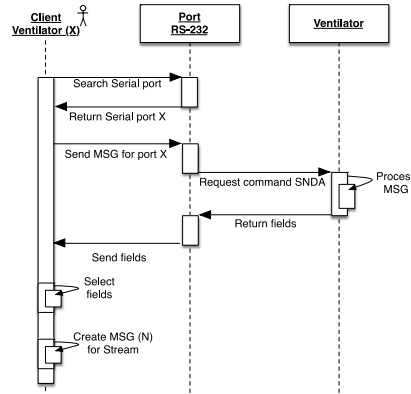 Client
Ventilator (X)
Port
RS-232
Ventilator
Search Serial port
Return Serial port X
Send MSG for port X
Request command SNDA
Proces
MSG
Return fields
Send fields
Select
fields
Create MSG (N)
for Stream